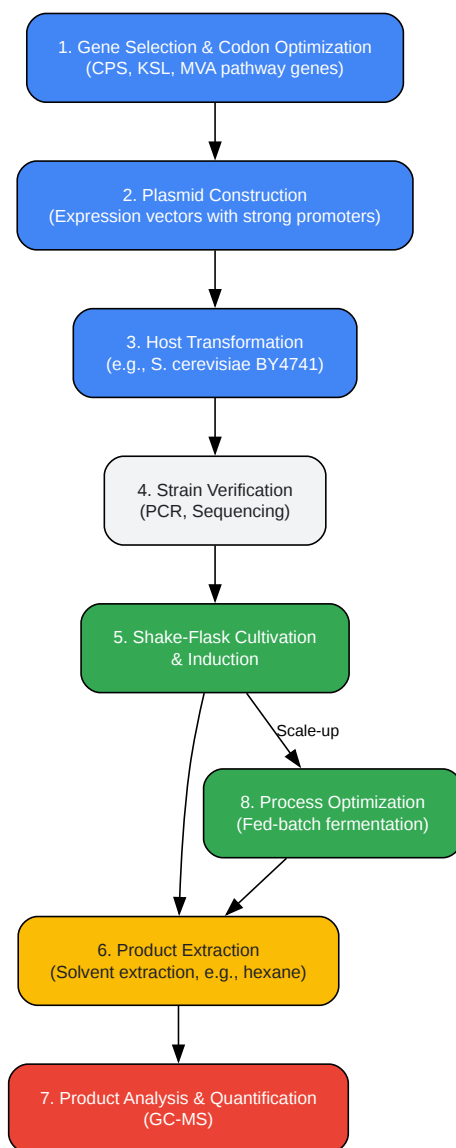 1. Gene Selection & Codon Optimization
(CPS, KSL, MVA pathway genes)
2. Plasmid Construction
(Expression vectors with strong promoters)
3. Host Transformation
(e.g., S. cerevisiae BY4741)
4. Strain Verification
(PCR, Sequencing)
5. Shake-Flask Cultivation
& Induction
Scale-up
8. Process Optimization
(Fed-batch fermentation)
6. Product Extraction
(Solvent extraction, e.g., hexane)
7. Product Analysis & Quantification
(GC-MS)